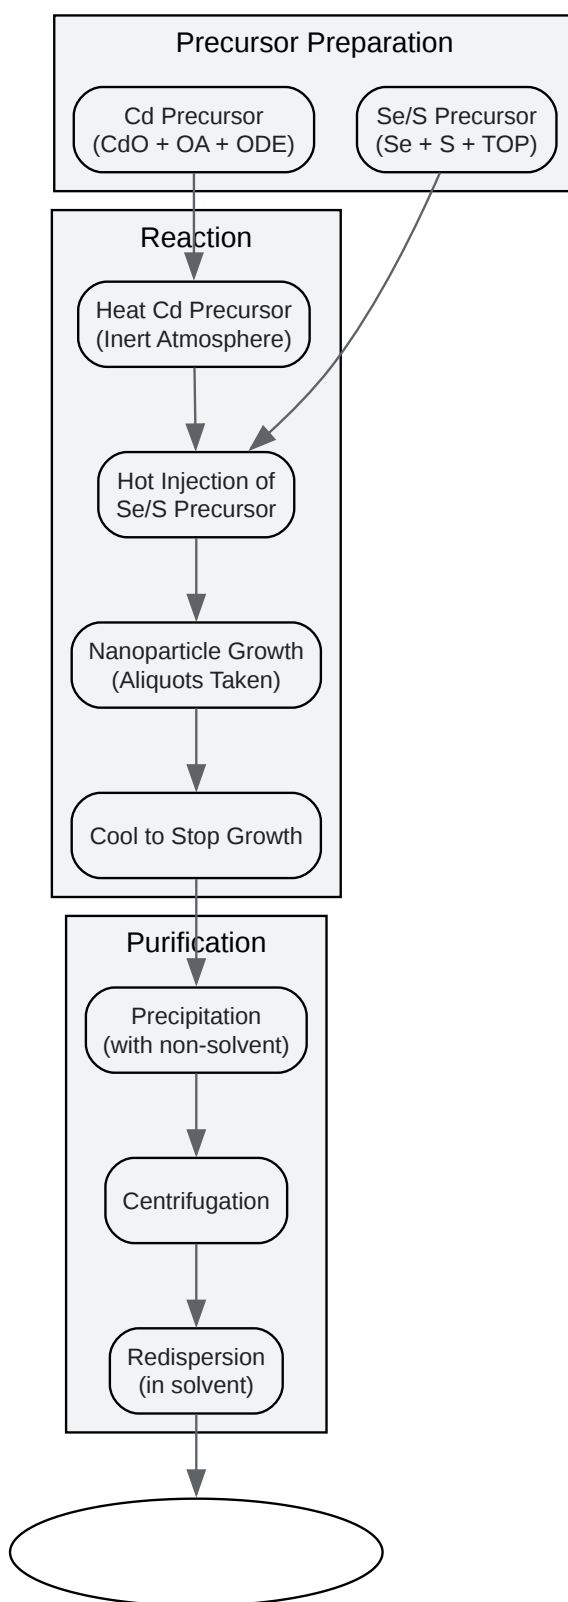 Precursor Preparation
Cd Precursor
(CdO + OA + ODE)
Se/S Precursor
(Se + S + TOP)
Reaction
Heat Cd Precursor
(Inert Atmosphere)
Hot Injection of
Se/S Precursor
Nanoparticle Growth
(Aliquots Taken)
Cool to Stop Growth
Purification
Precipitation
(with non-solvent)
Centrifugation
Redispersion
(in solvent)